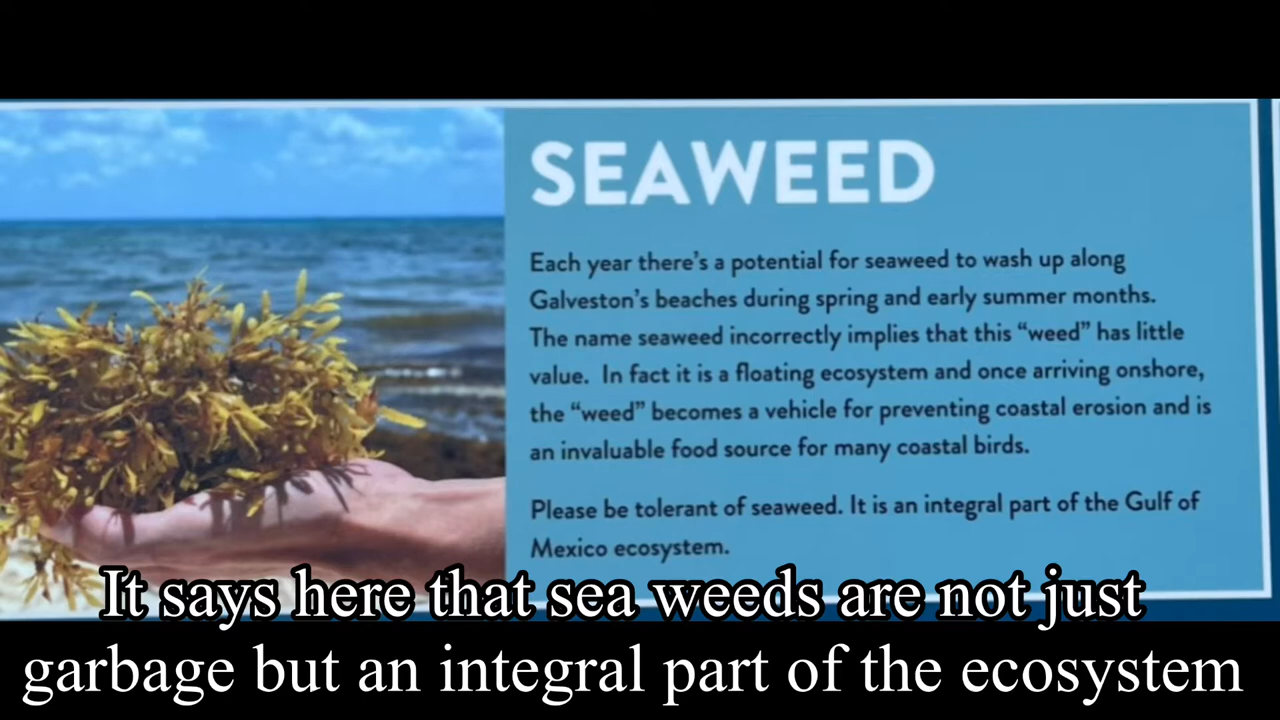 SEAWEED
Each year there's a potential for seaweed to wash up along
Galveston's beaches during spring and early summer months.
The name seaweed incorrectly implies that this “weed” has little
value. In fact it is a floating ecosystem and once arriving onshore,
the “weed” becomes a vehicle for preventing coastal erosion and is
an invaluable food source for many coastal birds.
Please be tolerant of seaweed. It is an integral part of the Gulf of
Mexico ecosystem.
It says here that sea weeds are not just
garbage but an integral part of the ecosystem